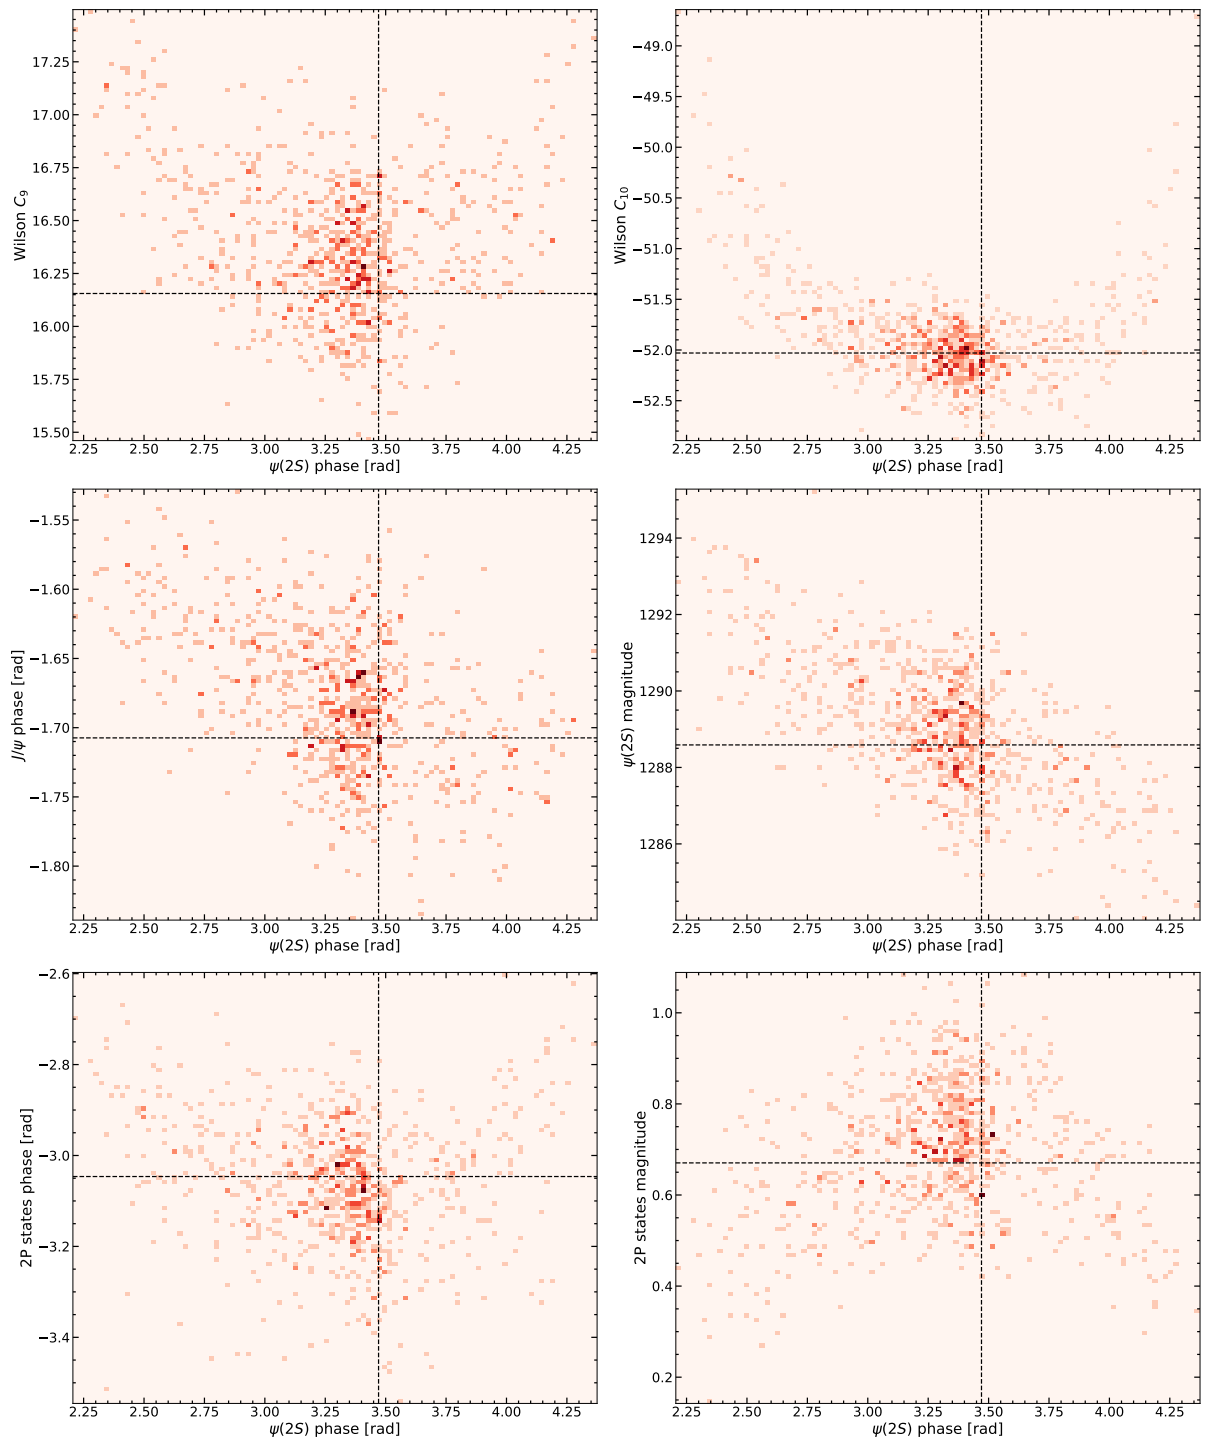 17.25
17.00
16.75
16.50
16.25
16.00
15.75
15.50
Wilson C9
2.25 2.50 2.75 3.00 3.25 3.50 3.75 4.00 4.25
ψ(2S) phase [rad]
−49.0
−49.5
−50.0
−50.5
−51.0
−51.5
−52.0
−52.5
Wilson C10
2.25 2.50 2.75 3.00 3.25 3.50 3.75 4.00 4.25
ψ(2S) phase [rad]
−1.55
−1.60
−1.65
−1.70
−1.75
−1.80
J/ψ phase [rad]
2.25 2.50 2.75 3.00 3.25 3.50 3.75 4.00 4.25
ψ(2S) phase [rad]
1294
1292
1290
1288
1286
ψ(2S) magnitude
2.25 2.50 2.75 3.00 3.25 3.50 3.75 4.00 4.25
ψ(2S) phase [rad]
−2.6
−2.8
−3.0
−3.2
−3.4
2P states phase [rad]
2.25 2.50 2.75 3.00 3.25 3.50 3.75 4.00 4.25
ψ(2S) phase [rad]
1.0
0.8
0.6
0.4
0.2
2P states magnitude
2.25 2.50 2.75 3.00 3.25 3.50 3.75 4.00 4.25
ψ(2S) phase [rad]